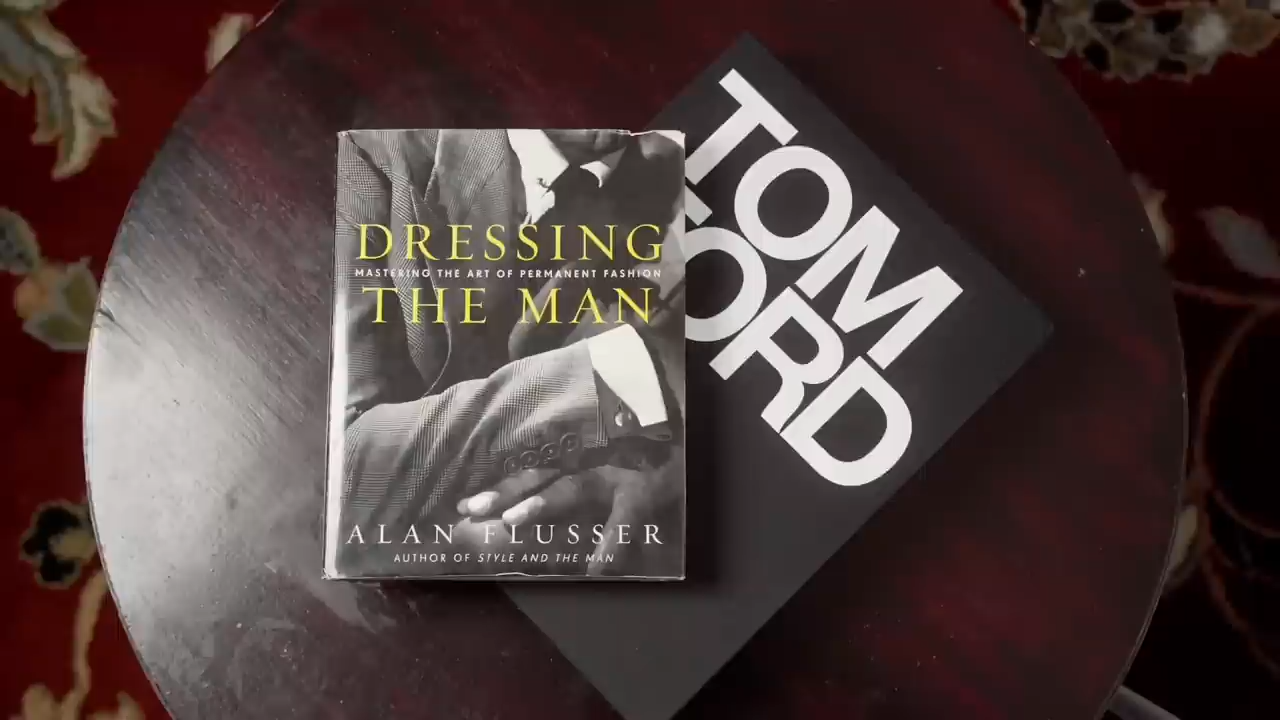 DRESSING
MASTERING THE ART OF PERMANENT FASHION
THE MAN
ALAN FLUSSER
AUTHOR OF STYLE AND THE MAN
TOM
FORD